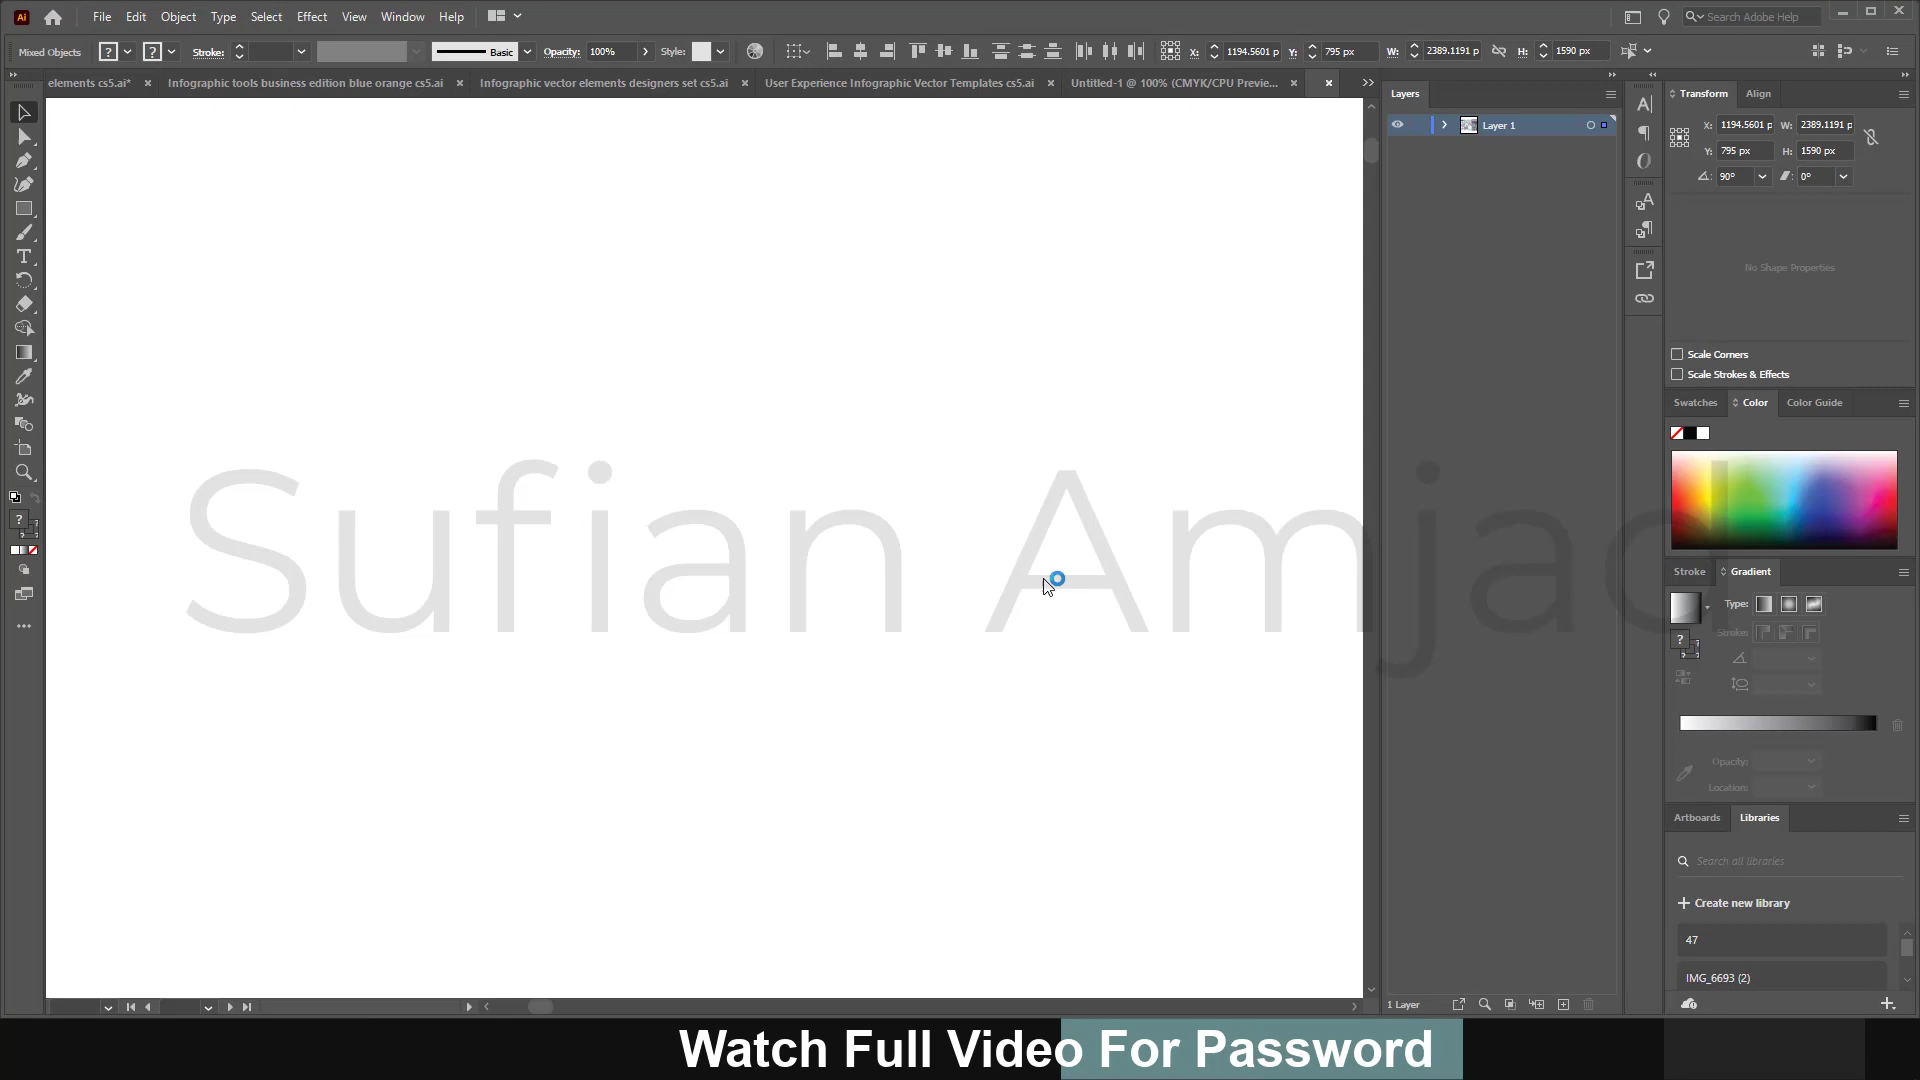 Ai File Edit Object Type Select Effect View Window Help Search Adobe Help
Mixed Objects ? ? Stroke: Basic Opacity: 100% Style: X: 1194.5601 p Y: 795 px W: 2389.1191 p H: 1590 px
elements cs5.ai* × Infographic tools business edition blue orange cs5.ai × Infographic vector elements designers set cs5.ai × User Experience Infographic Vector Templates cs5.ai × Untitled-1 @ 100% (CMYK/CPU Previe... × ×
Layers
Layer 1
Transform Align
X: 1194.5601 p W: 2389.1191 p
Y: 795 px H: 1590 px
90° 0°
No Shape Properties
Scale Corners
Scale Strokes & Effects
Swatches Color Color Guide
Sufian Amjad
Stroke Gradient
Type:
Strokes:
Opacity:
Location:
Artboards Libraries
Search all libraries
Create new library
47
IMG_6693 (2)
1 Layer
Watch Full Video For Password